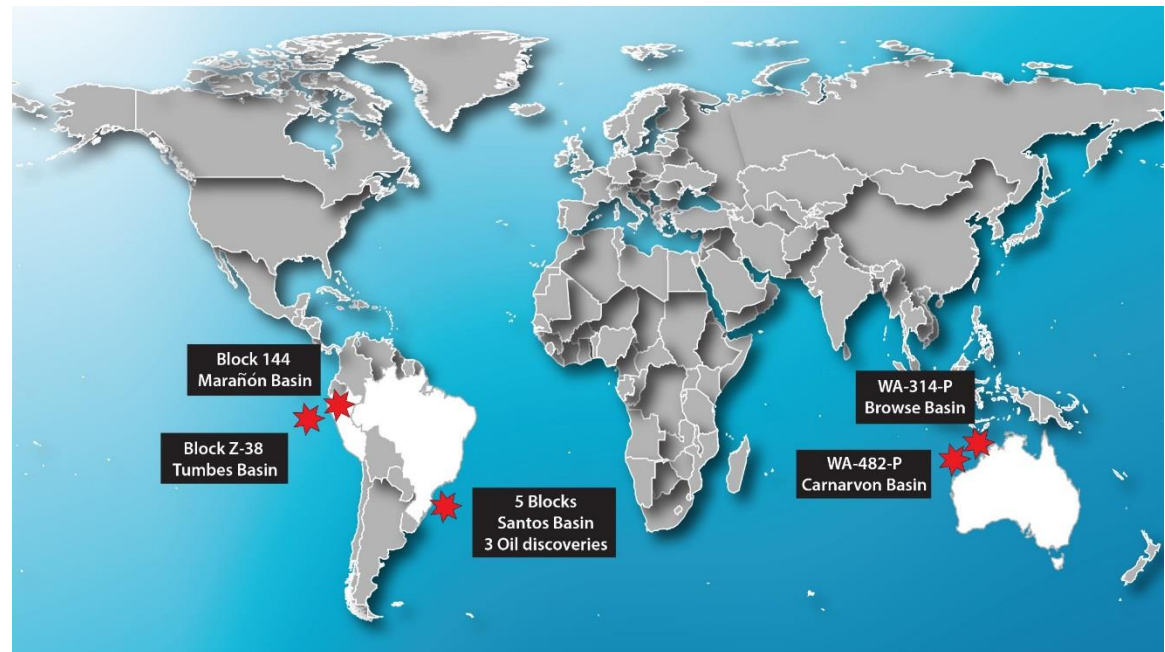 Block 144
Marañón Basin
Block Z-38
Tumbes Basin
5 Blocks
Santos Basin
3 Oil discoveries
WA-314-P
Browse Basin
WA-482-P
Carnarvon Basin